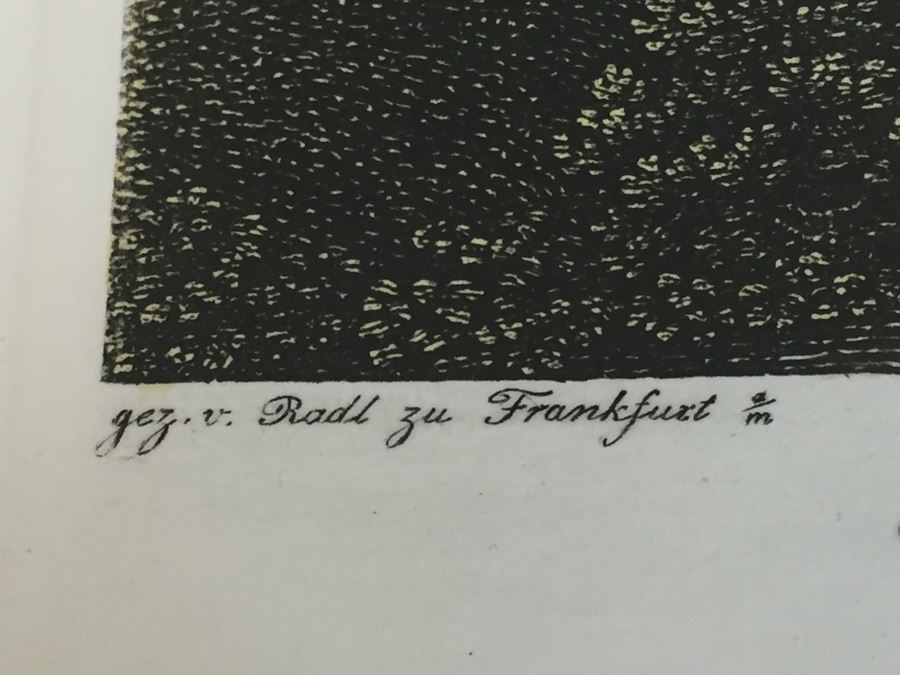 gez. v. Radl zu Frankfurt a/m